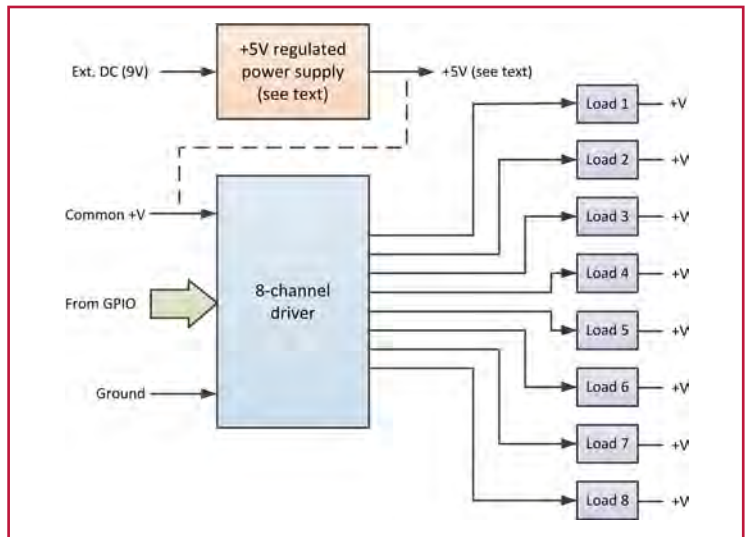 +5V regulated
power supply
(see text)
Ext. DC (9V)
+5V (see text)
Common +V
From GPIO
Ground
8-channel
driver
Load 1
+V
Load 2
+V
Load 3
+V
Load 4
+V
Load 5
+V
Load 6
+V
Load 7
+V
Load 8
+V